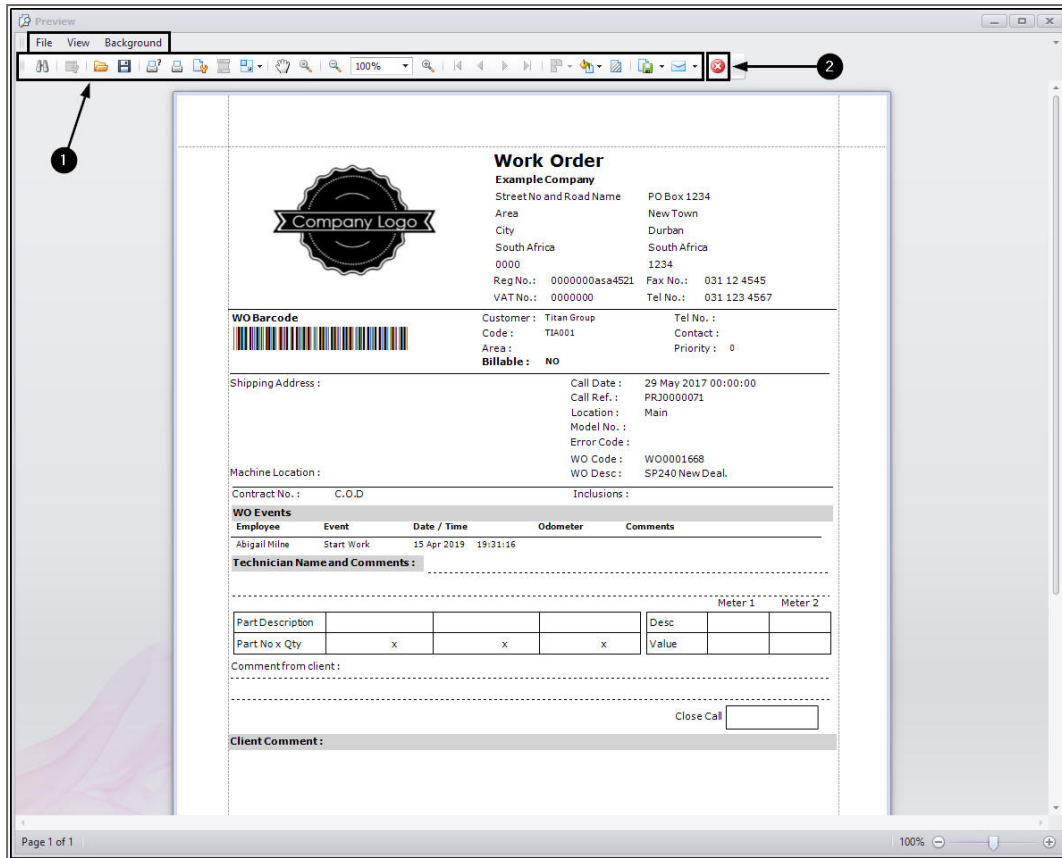 Preview
File View Background
100%
2
1
Work Order
Example Company
Street No and Road Name PO Box 1234
Area New Town
City Durban
South Africa South Africa
0000 1234
Reg No.: 0000000asa4521 Fax No.: 031 12 4545
VAT No.: 0000000 Tel No.: 031 123 4567
Company Logo
WO Barcode Customer : Titan Group Tel No. :
Code : TIA001 Contact :
Area : Priority : 0
Billable : NO
Shipping Address : Call Date : 29 May 2017 00:00:00
Call Ref. : PRJ0000071
Location : Main
Model No. :
Error Code :
WO Code : WO0001668
Machine Location : WO Desc : SP240 New Deal.
Contract No. : C.O.D Inclusions :
WO Events
Employee Event Date / Time Odometer Comments
Abigail Milne Start Work 15 Apr 2019 19:31:16
Technician Name and Comments :
Meter 1 Meter 2
Part Description Desc
Part No x Qty x x x Value
Comment from client :
Close Call
Client Comment :
Page 1 of 1 100%